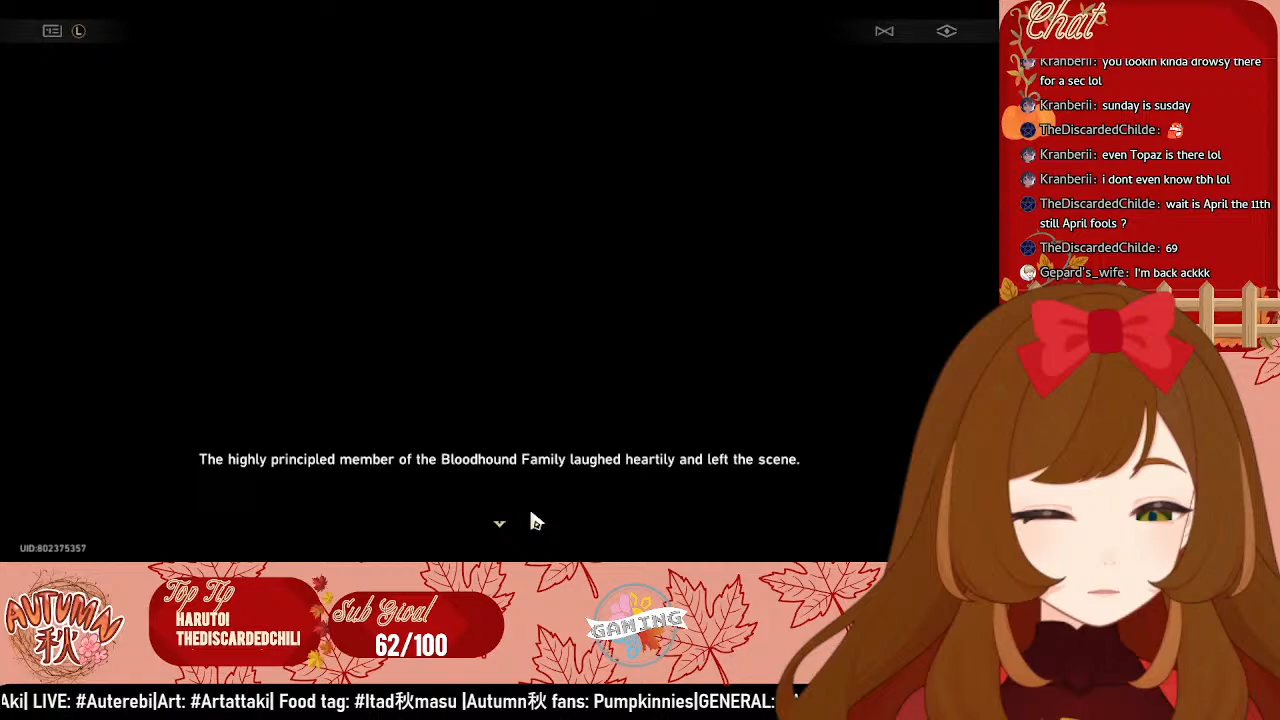 L
Chat
Kranberii: you lookin kinda drowsy there
for a sec lol
Kranberii: sunday is susday
TheDiscardedChilde:
Kranberii: even Topaz is there lol
Kranberii: i dont even know tbh lol
TheDiscardedChilde: wait is April the 11th
still April fools ?
TheDiscardedChilde: 69
Gepard's_wife: I'm back ackkk
The highly principled member of the Bloodhound Family laughed heartily and left the scene.
UID:802375357
AUTUMN
秋
Top Tip
HARUTOI
THEDISCARDEDCHILI
Sub Gioal
62/100
GAMING
Aki| LIVE: #Auterebi|Art: #Artattaki| Food tag: #Itad秋masu |Autumn秋 fans: Pumpkinnies|GENERAL: